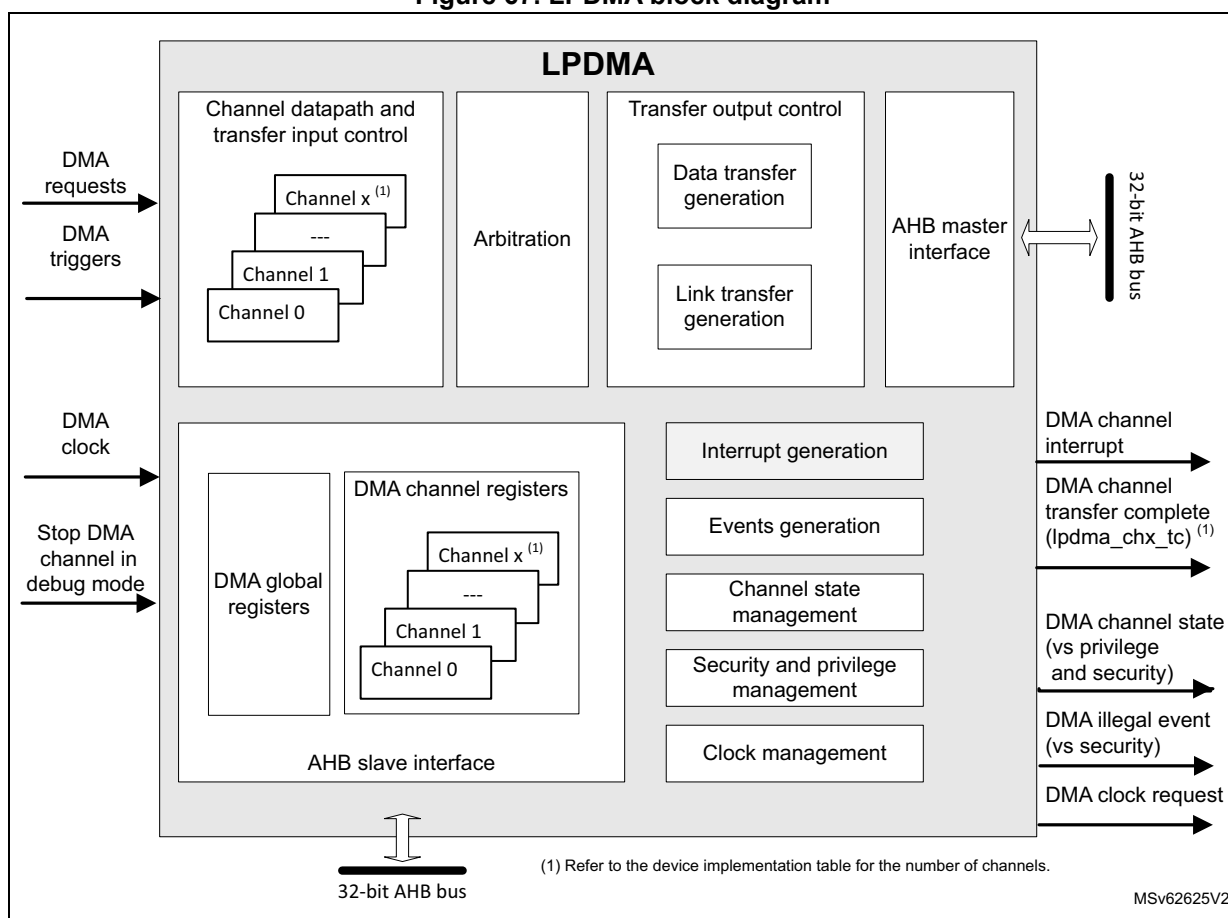 LPDMA
Channel datapath and
transfer input control
Channel x (1)
---
Channel 1
Channel 0
Arbitration
Transfer output control
Data transfer
generation
Link transfer
generation
AHB master
interface
32-bit AHB bus
DMA
requests
DMA
triggers
DMA
clock
Stop DMA
channel in
debug mode
DMA global
registers
DMA channel registers
Channel x (1)
---
Channel 1
Channel 0
AHB slave interface
Interrupt generation
Events generation
Channel state
management
Security and privilege
management
Clock management
DMA channel
interrupt
DMA channel
transfer complete
(lpdma_chx_tc) (1)
DMA channel state
(vs privilege
and security)
DMA illegal event
(vs security)
DMA clock request
32-bit AHB bus
(1) Refer to the device implementation table for the number of channels.
MSv62625V2